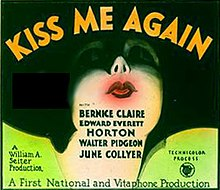 KISS ME AGAIN
WITH
BERNICE CLAIRE
EDWARD EVERETT
HORTON
WALTER PIDGEON
JUNE COLLYER
A
William A.
Seiter
Production
TECHNICOLOR
PROCESS
A First National and Vitaphone Production